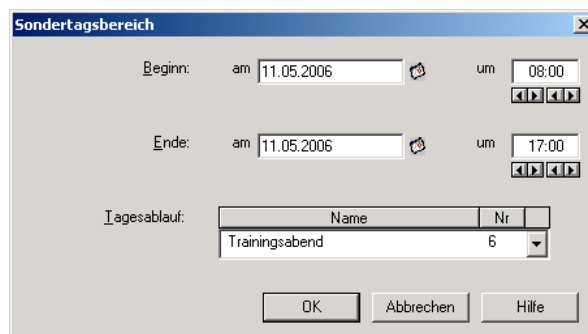 Sondertagsbereich
Beginn: am 11.05.2006 um 08:00
Ende: am 11.05.2006 um 17:00
Tagesablauf: Name Nr
Trainingsabend 6
OK Abbrechen Hilfe